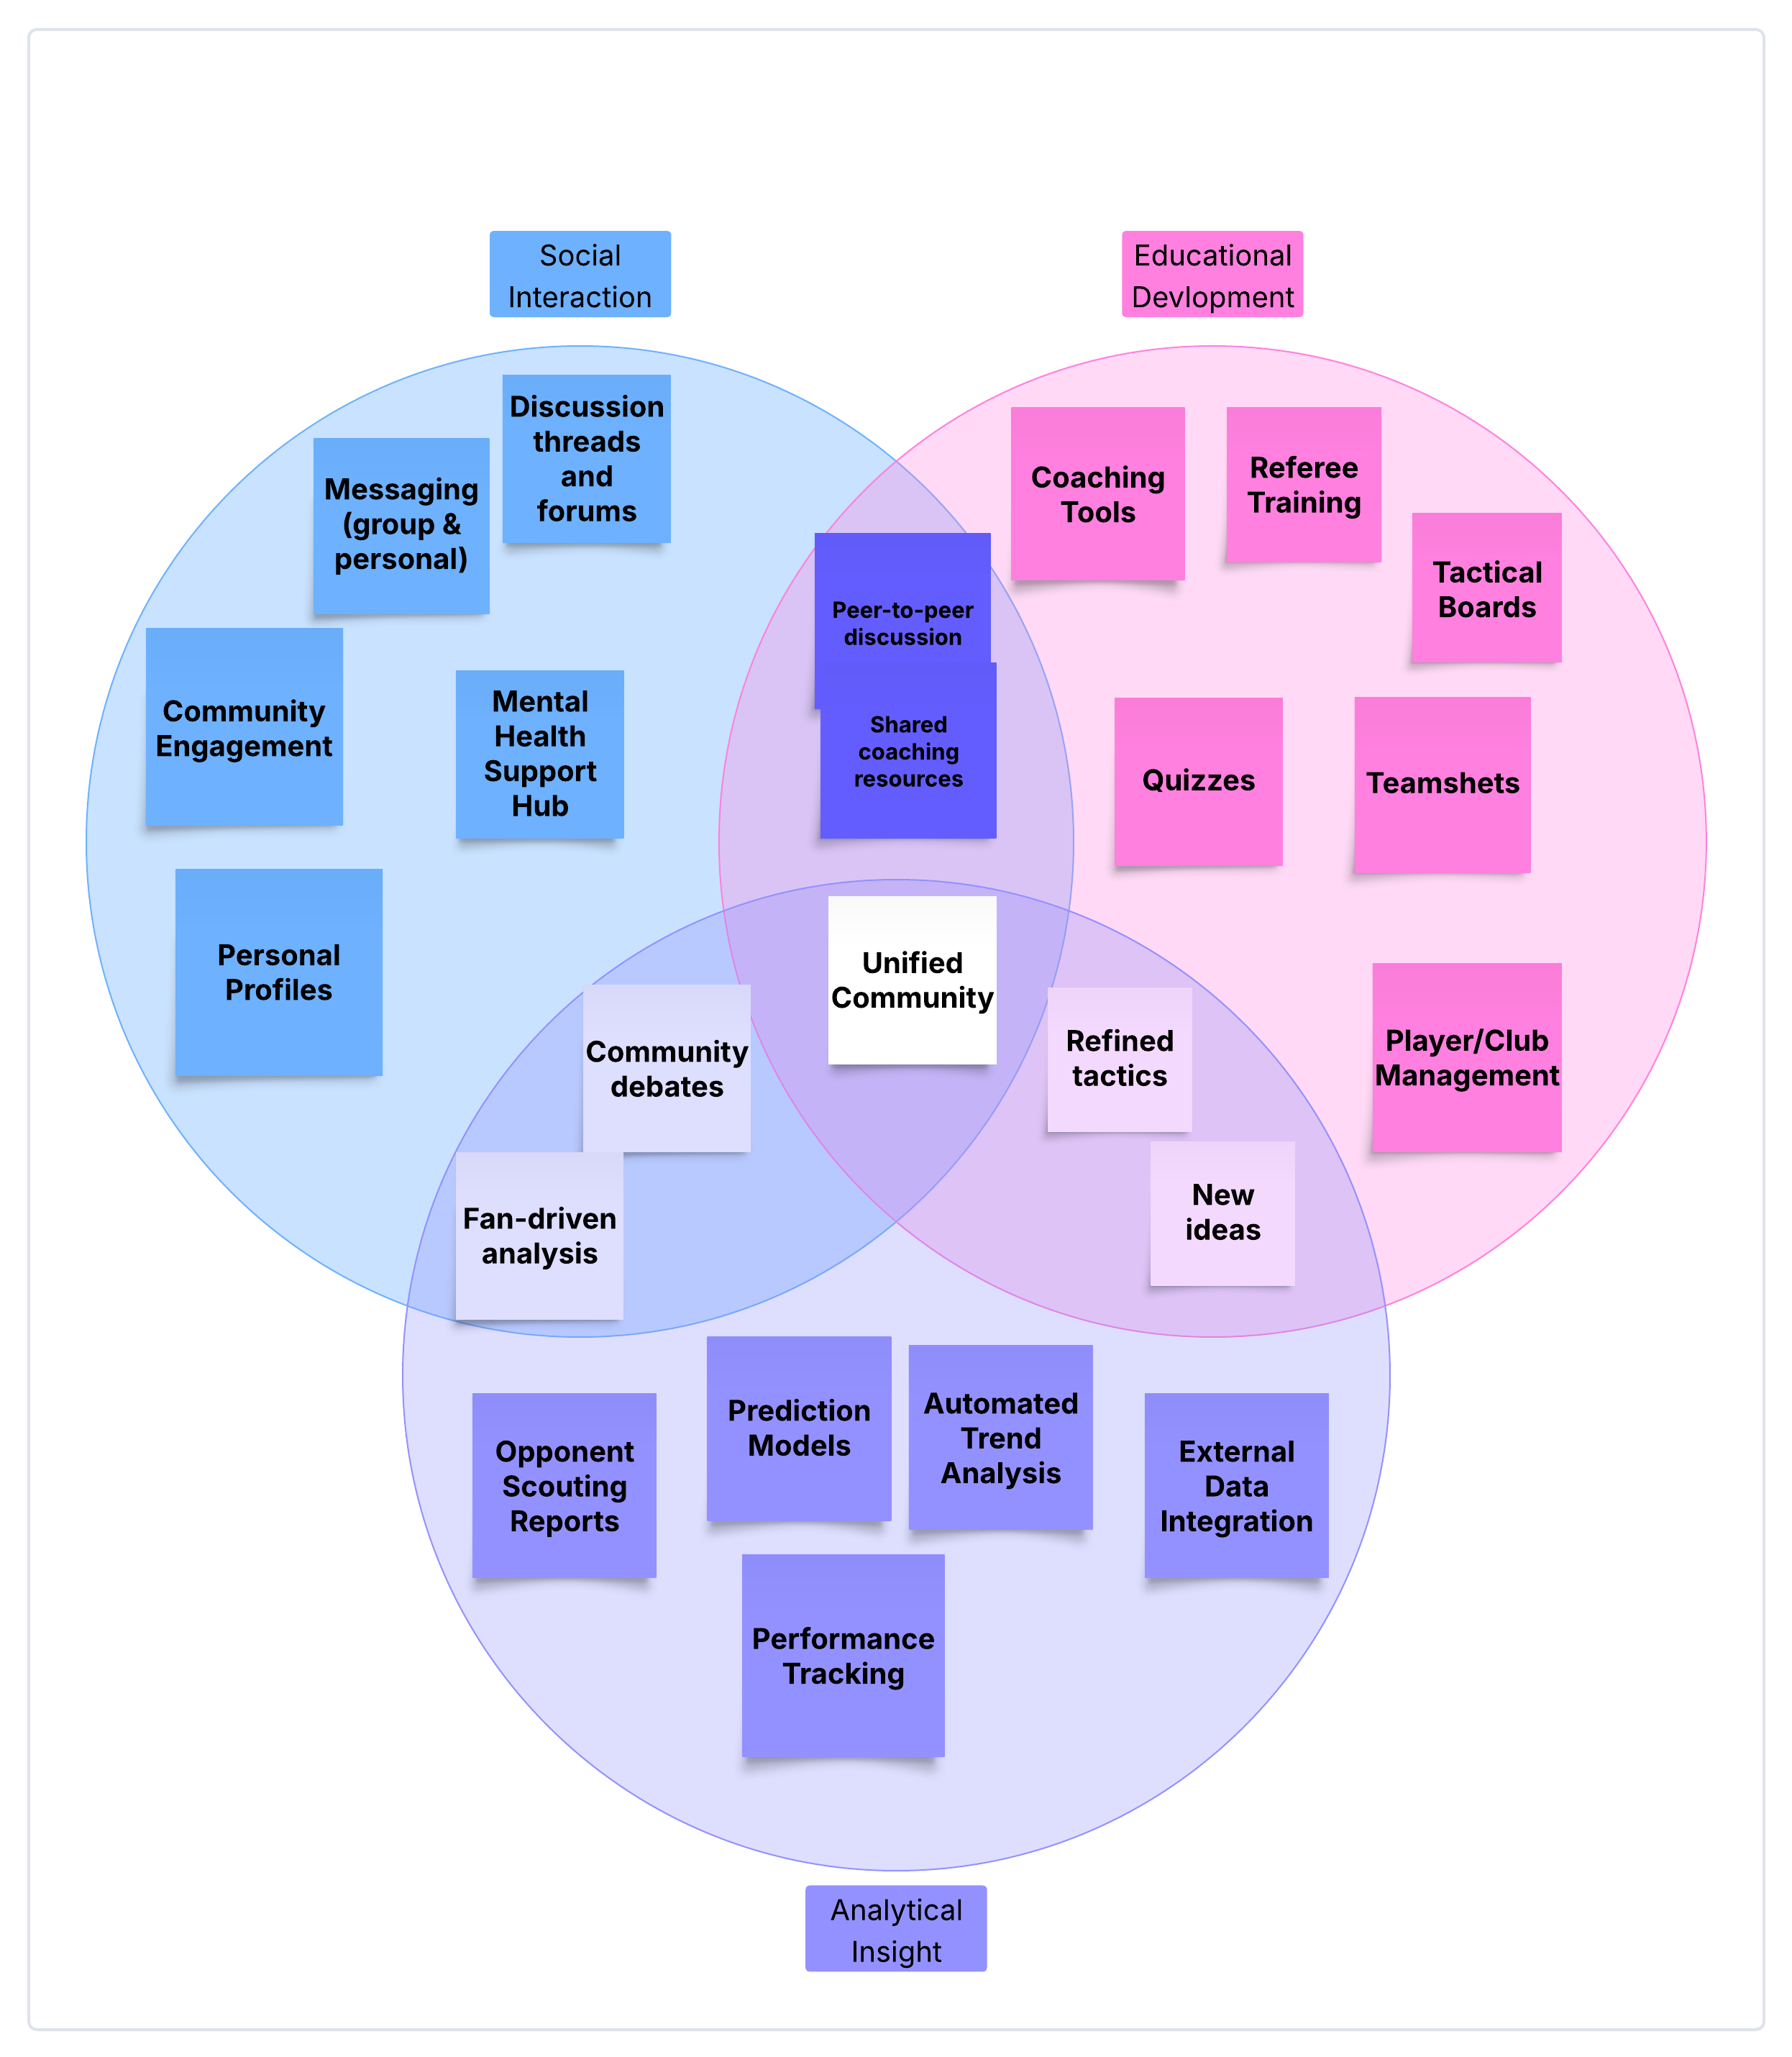 Social
Interaction
Educational
Devlopment
Discussion
threads
and
forums
Messaging
(group &
personal)
Coaching
Tools
Referee
Training
Tactical
Boards
Peer-to-peer
discussion
Community
Engagement
Mental
Health
Support
Hub
Shared
coaching
resources
Quizzes
Teamshets
Personal
Profiles
Unified
Community
Community
debates
Refined
tactics
Player/Club
Management
Fan-driven
analysis
New
ideas
Opponent
Scouting
Reports
Prediction
Models
Automated
Trend
Analysis
External
Data
Integration
Performance
Tracking
Analytical
Insight